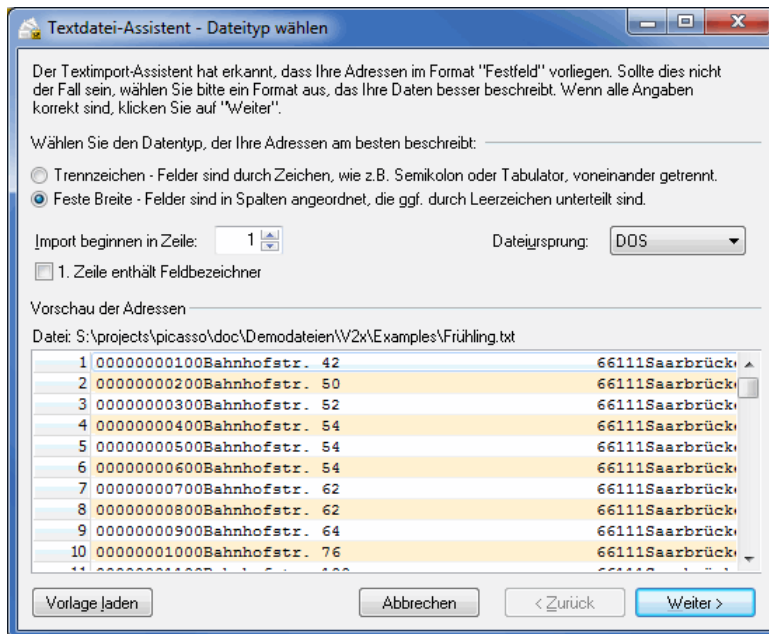 Textdatei-Assistent - Dateityp wählen
Der Textimport-Assistent hat erkannt, dass Ihre Adressen im Format "Festfeld" vorliegen. Sollte dies nicht
der Fall sein, wählen Sie bitte ein Format aus, das Ihre Daten besser beschreibt. Wenn alle Angaben
korrekt sind, klicken Sie auf "Weiter".
Wählen Sie den Datentyp, der Ihre Adressen am besten beschreibt:
Trennzeichen - Felder sind durch Zeichen, wie z.B. Semikolon oder Tabulator, voneinander getrennt.
Feste Breite - Felder sind in Spalten angeordnet, die ggf. durch Leerzeichen unterteilt sind.
Import beginnen in Zeile: 1 Dateiursprung: DOS
1. Zeile enthält Feldbezeichner
Vorschau der Adressen
Datei: S:\projects\picasso\doc\Demodateien\V2x\Examples\Frühling.txt
1 00000000100Bahnhofstr. 42 66111Saarbrück
2 00000000200Bahnhofstr. 50 66111Saarbrück
3 00000000300Bahnhofstr. 52 66111Saarbrück
4 00000000400Bahnhofstr. 54 66111Saarbrück
5 00000000500Bahnhofstr. 54 66111Saarbrück
6 00000000600Bahnhofstr. 54 66111Saarbrück
7 00000000700Bahnhofstr. 62 66111Saarbrück
8 00000000800Bahnhofstr. 62 66111Saarbrück
9 00000000900Bahnhofstr. 64 66111Saarbrück
10 00000001000Bahnhofstr. 76 66111Saarbrück
Vorlage laden Abbrechen < Zurück Weiter >